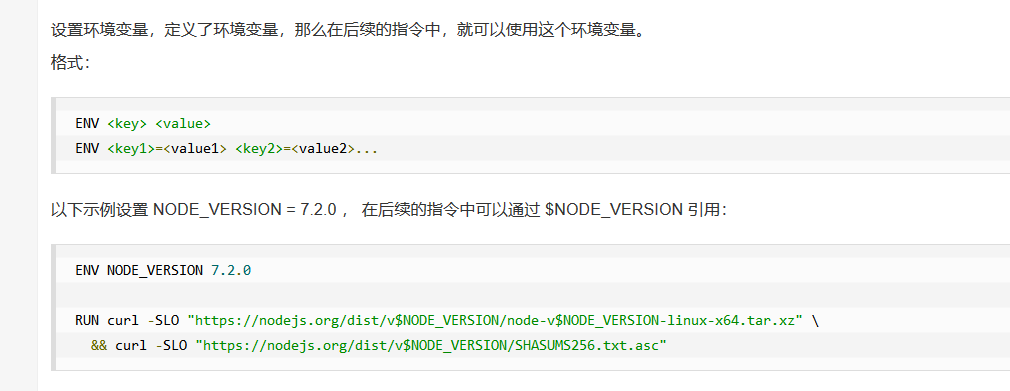 设置环境变量，定义了环境变量，那么在后续的指令中，就可以使用这个环境变量。
格式：
ENV <key> <value>
ENV <key1>=<value1> <key2>=<value2>...
以下示例设置 NODE_VERSION = 7.2.0 ， 在后续的指令中可以通过 $NODE_VERSION 引用：
ENV NODE_VERSION 7.2.0
RUN curl -SLO "https://nodejs.org/dist/v$NODE_VERSION/node-v$NODE_VERSION-linux-x64.tar.xz" \
  && curl -SLO "https://nodejs.org/dist/v$NODE_VERSION/SHASUMS256.txt.asc"